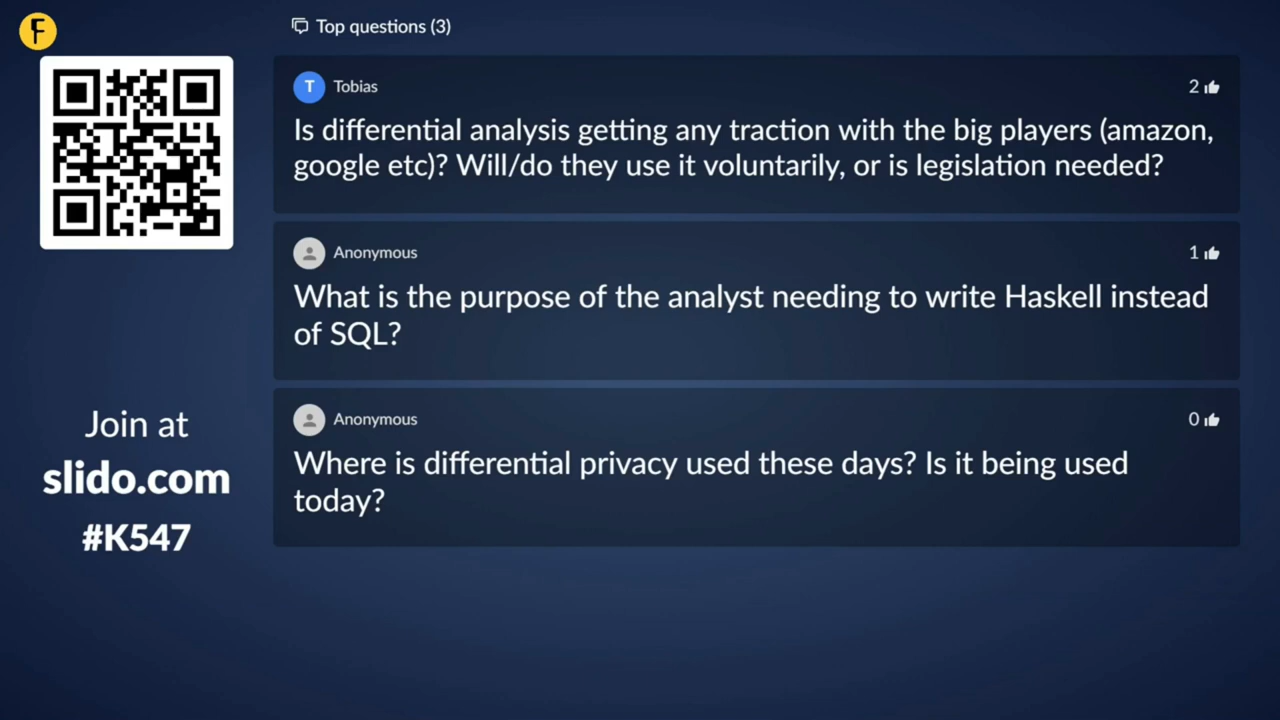 F
Top questions (3)
T Tobias 2
Is differential analysis getting any traction with the big players (amazon,
google etc)? Will/do they use it voluntarily, or is legislation needed?
Anonymous 1
What is the purpose of the analyst needing to write Haskell instead
of SQL?
Anonymous 0
Where is differential privacy used these days? Is it being used
today?
Join at
slido.com
#K547